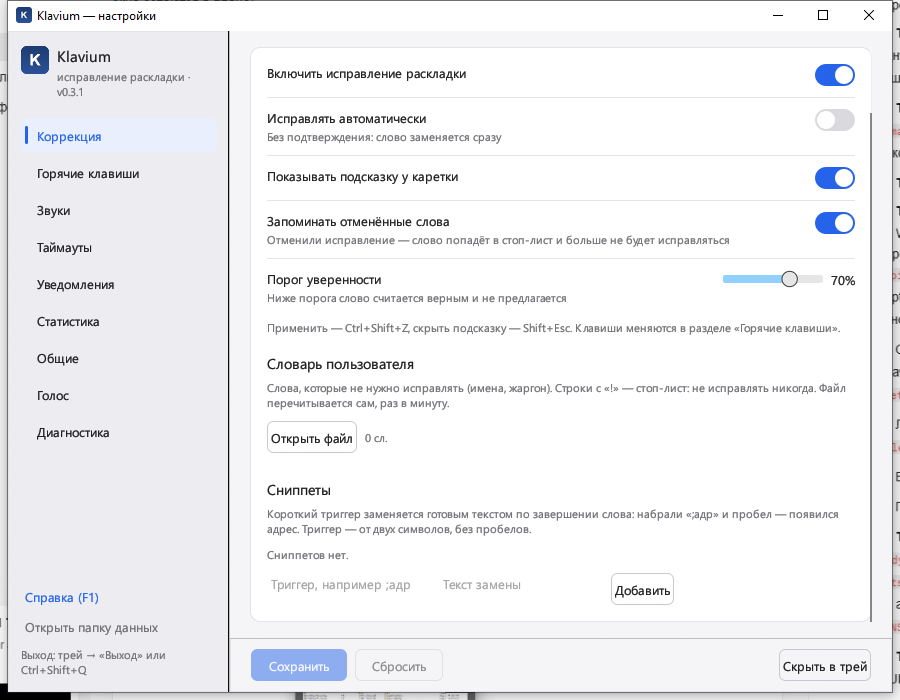 Klavium — настройки
K
Klavium
исправление раскладки ·
v0.3.1
Коррекция
Горячие клавиши
Звуки
Таймауты
Уведомления
Статистика
Общие
Голос
Диагностика
Справка (F1)
Открыть папку данных
Выход: трей → «Выход» или
Ctrl+Shift+Q
Включить исправление раскладки
Исправлять автоматически
Без подтверждения: слово заменяется сразу
Показывать подсказку у каретки
Запоминать отменённые слова
Отменили исправление — слово попадёт в стоп-лист и больше не будет исправляться
Порог уверенности
70%
Ниже порога слово считается верным и не предлагается
Применить — Ctrl+Shift+Z, скрыть подсказку — Shift+Esc. Клавиши меняются в разделе «Горячие клавиши».
Словарь пользователя
Слова, которые не нужно исправлять (имена, жаргон). Строки с «!» — стоп-лист: не исправлять никогда. Файл
перечитывается сам, раз в минуту.
Открыть файл
0 сл.
Сниппеты
Короткий триггер заменяется готовым текстом по завершении слова: набрали «;адр» и пробел — появился
адрес. Триггер — от двух символов, без пробелов.
Сниппетов нет.
Триггер, например ;адр
Текст замены
Добавить
Сохранить
Сбросить
Скрыть в трей